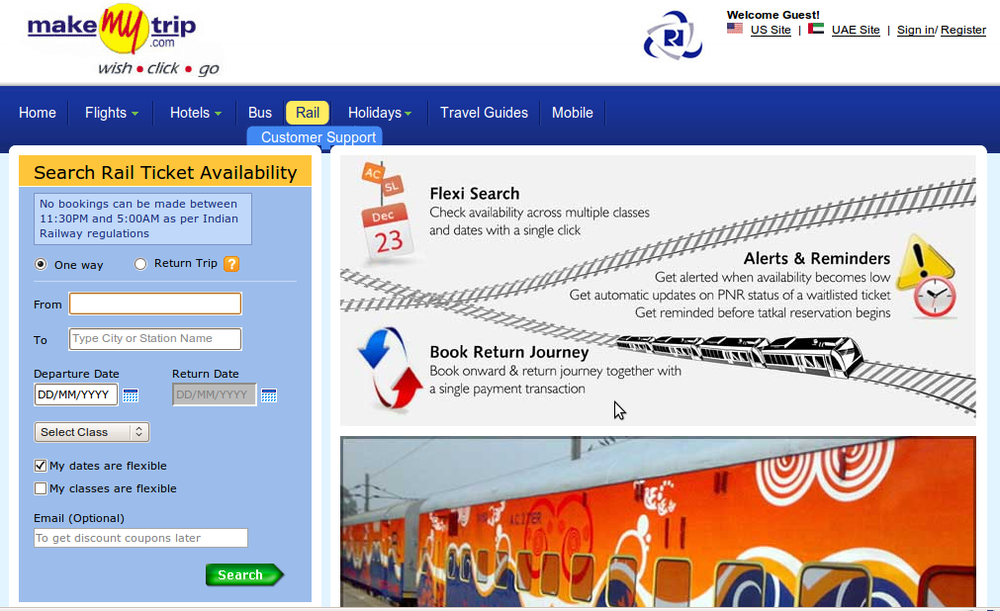 make my trip
.com
wish • click • go
Welcome Guest!
US Site | UAE Site | Sign in/ Register
Home Flights Hotels Bus Rail Holidays Travel Guides Mobile
Customer Support
Search Rail Ticket Availability
No bookings can be made between
11:30PM and 5:00AM as per Indian
Railway regulations
One way Return Trip ?
From
To Type City or Station Name
Departure Date Return Date
DD/MM/YYYY DD/MM/YYYY
Select Class
My dates are flexible
My classes are flexible
Email (Optional)
To get discount coupons later
Search
AC
SL
Dec
23
Flexi Search
Check availability across multiple classes
and dates with a single click
Alerts & Reminders
Get alerted when availability becomes low
Get automatic updates on PNR status of a waitlisted ticket
Get reminded before tatkal reservation begins
Book Return Journey
Book onward & return journey together with
a single payment transaction